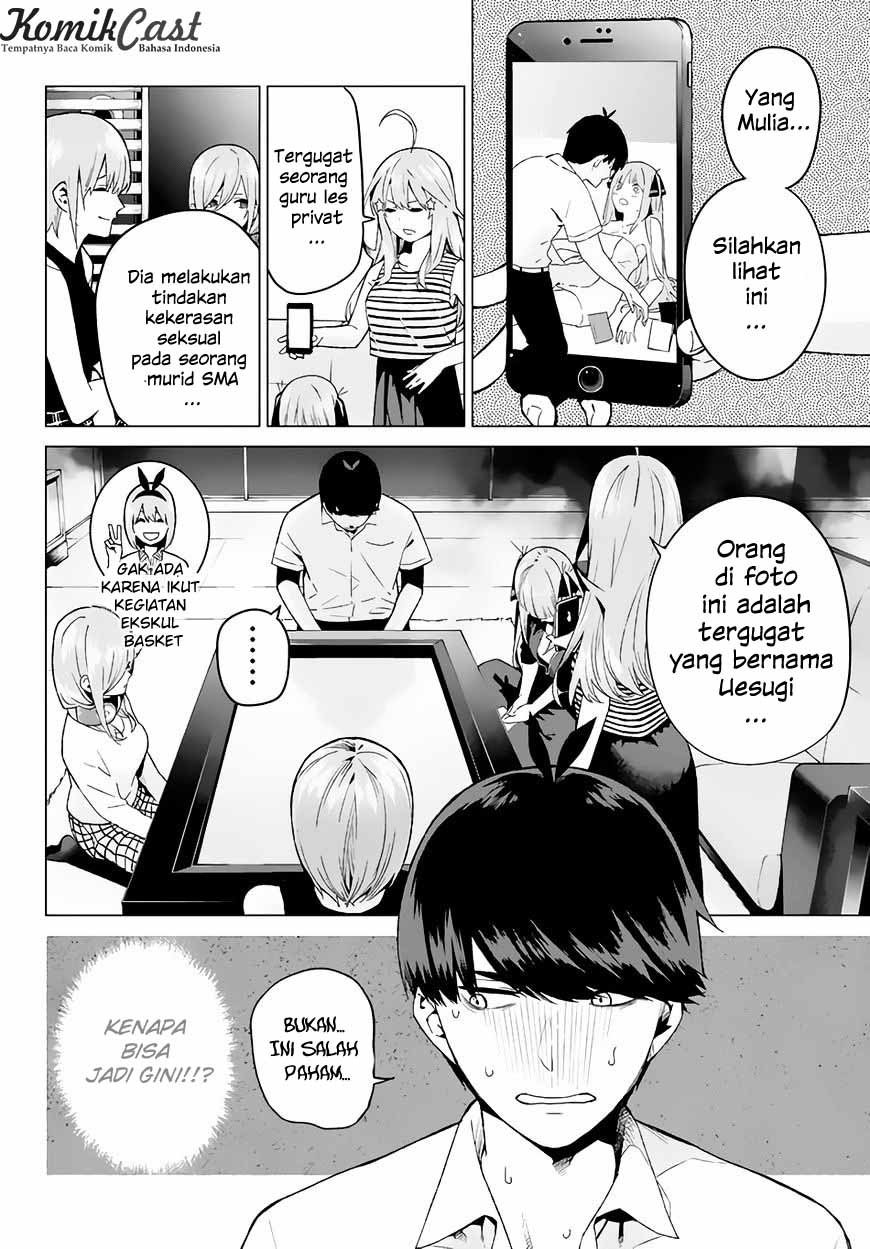 KomikCast
Tempatnya Baca Komik Bahasa Indonesia
Yang
Mulia...
Silahkan
lihat
ini
...
Tergugat
seorang
guru les
privat
...
Dia melakukan
tindakan
kekerasan
seksual
pada seorang
murid SMA
...
Orang
di foto
ini adalah
tergugat
yang bernama
Uesugi
...
GAK ADA
KARENA IKUT
KEGIATAN
EKSKUL
BASKET
......
BUKAN...
INI SALAH
PAHAM...
KENAPA
BISA
JADI GINI!!?